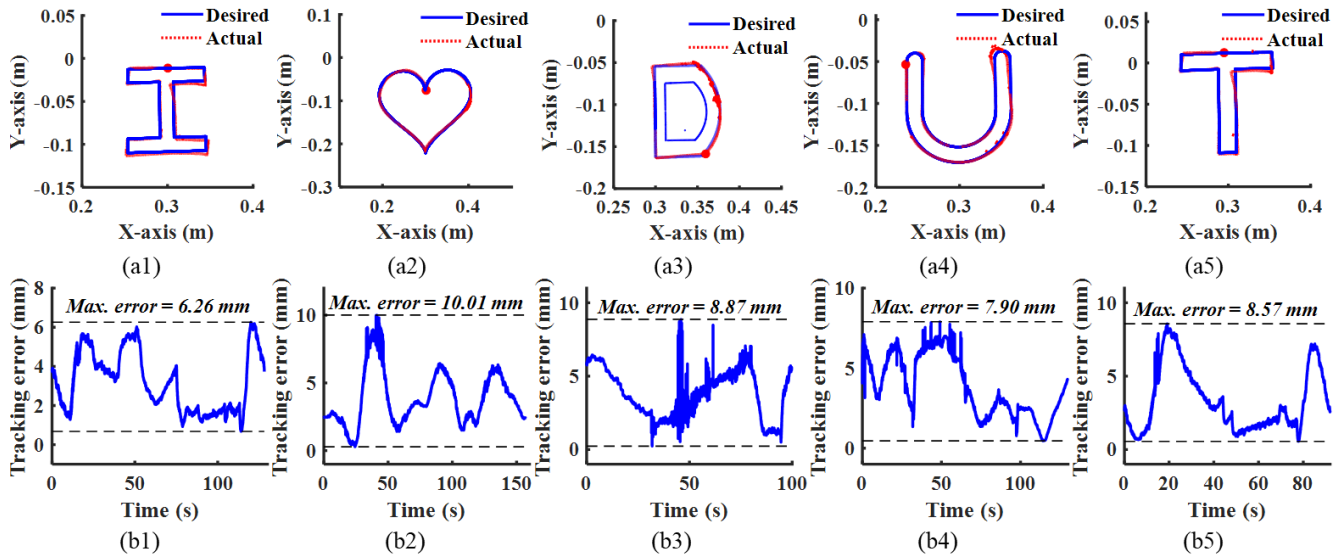 Desired
Actual
0.05
0
-0.05
-0.1
-0.15
0.2
0.3
0.4
Y-axis (m)
X-axis (m)
(a1)
Desired
Actual
0.1
0
-0.1
-0.2
-0.3
0.2
0.3
0.4
Y-axis (m)
X-axis (m)
(a2)
Desired
Actual
0
-0.05
-0.1
-0.15
-0.2
0.25
0.3
0.35
0.4
0.45
Y-axis (m)
X-axis (m)
(a3)
Desired
Actual
0
-0.05
-0.1
-0.15
-0.2
0.2
0.3
0.4
Y-axis (m)
X-axis (m)
(a4)
Desired
Actual
0.05
0
-0.05
-0.1
-0.15
0.2
0.3
0.4
Y-axis (m)
X-axis (m)
(a5)
Max. error = 6.26 mm
8
6
4
2
0
0
50
100
Tracking error (mm)
Time (s)
(b1)
Max. error = 10.01 mm
10
5
0
0
50
100
150
Tracking error (mm)
Time (s)
(b2)
Max. error = 8.87 mm
10
5
0
0
50
100
Tracking error (mm)
Time (s)
(b3)
Max. error = 7.90 mm
10
5
0
0
50
100
Tracking error (mm)
Time (s)
(b4)
Max. error = 8.57 mm
10
5
0
0
20
40
60
80
Tracking error (mm)
Time (s)
(b5)